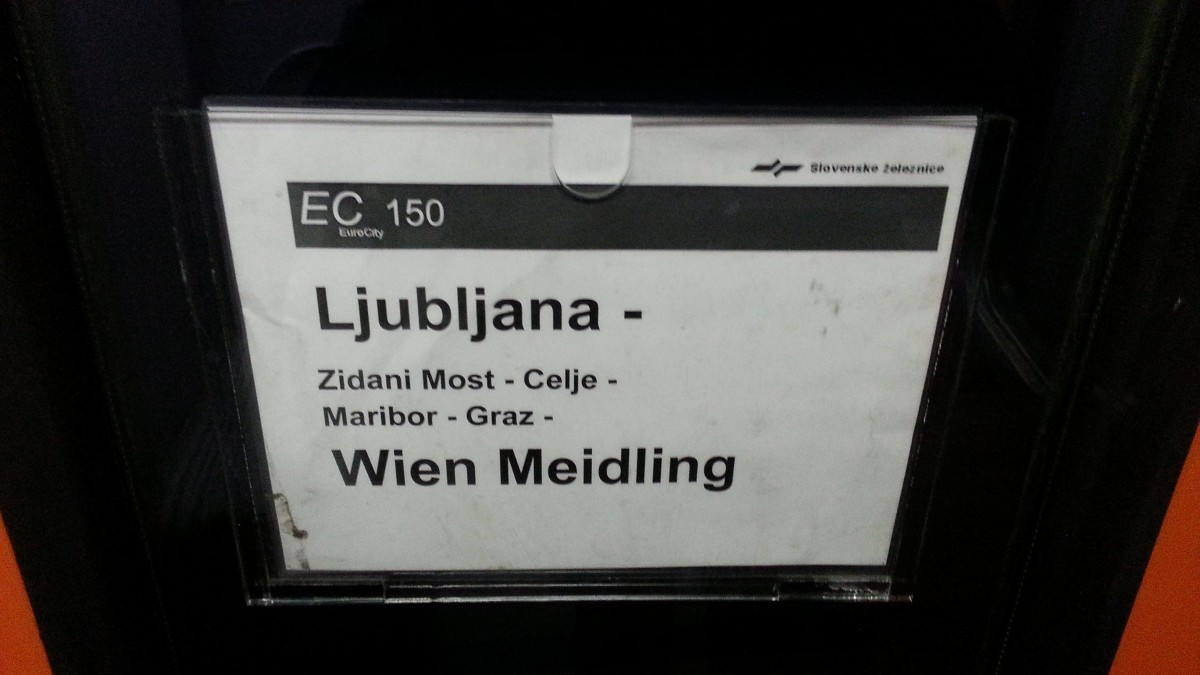 Slovenske železnice
EC 150
EuroCity
Ljubljana -
Zidani Most - Celje -
Maribor - Graz -
Wien Meidling